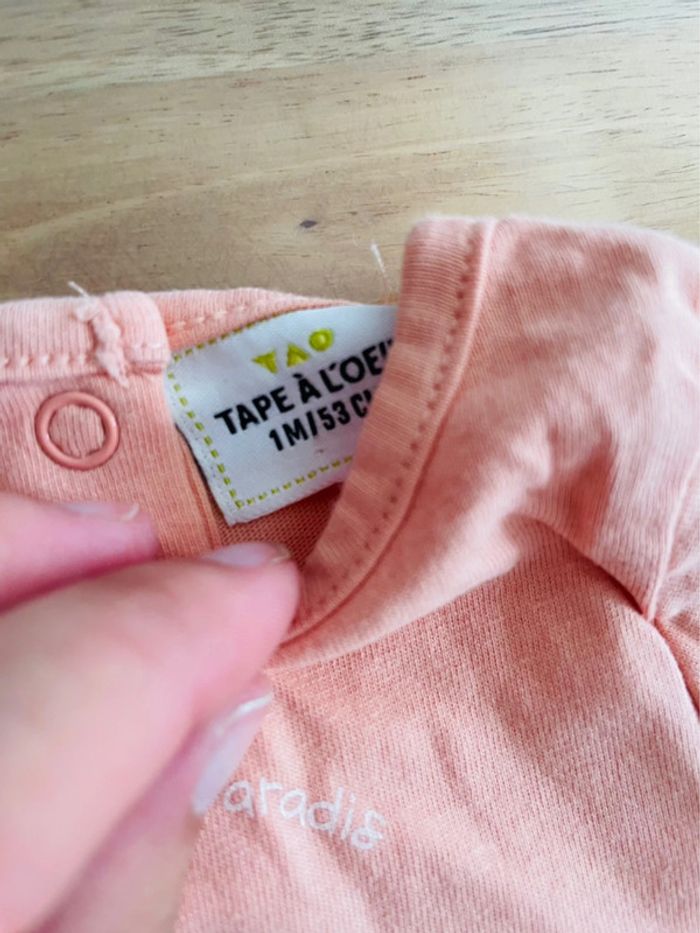 TAO
TAPE À L'OEI
1M/53 C
aradis